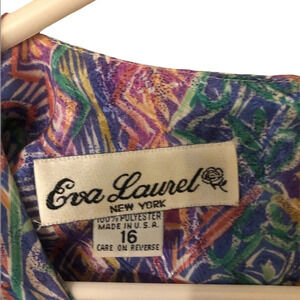 Eva Laurel
NEW YORK
100% POLYESTER
MADE IN U.S.A.
16
CARE ON REVERSE